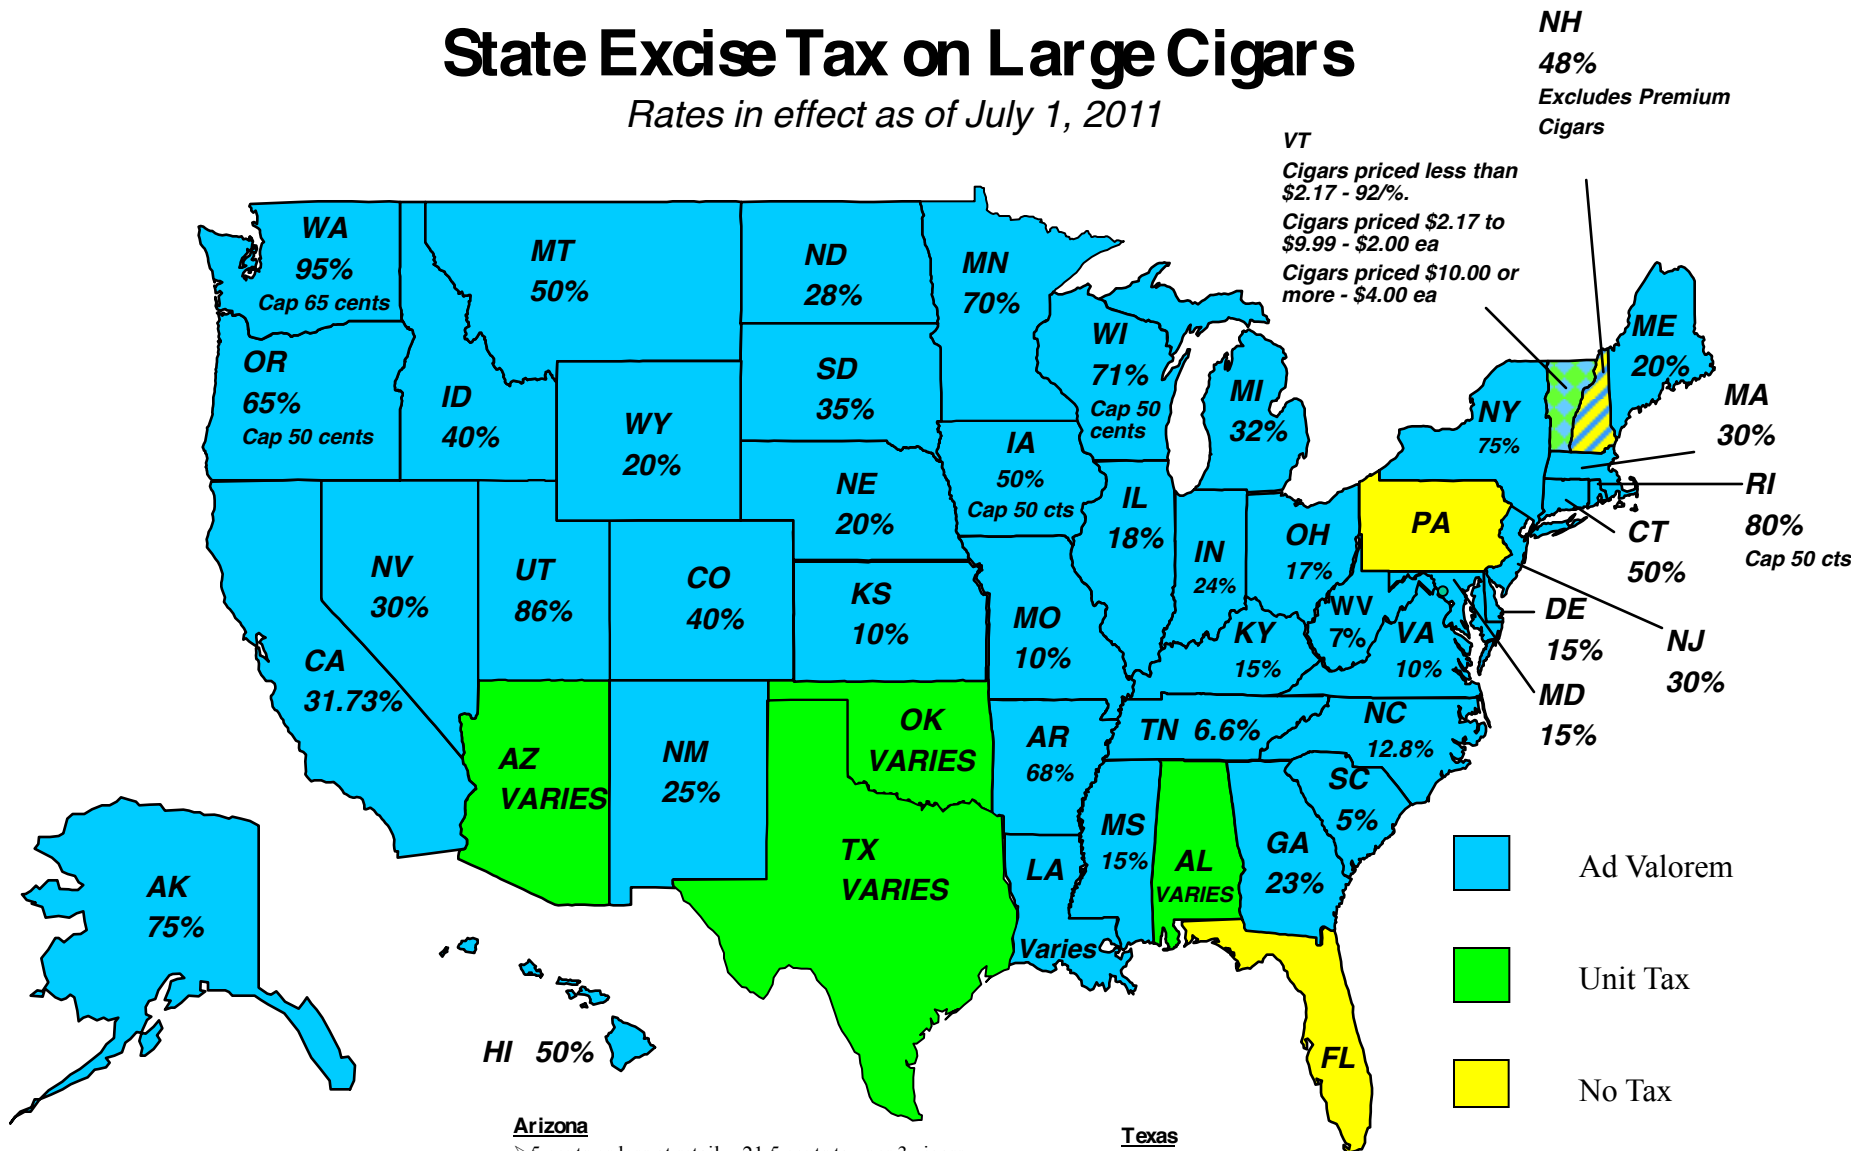 State Excise Tax on Large Cigars
Rates in effect as of July 1, 2011
NH
48%
Excludes Premium
Cigars
VT
Cigars priced less than
$2.17 - 92/%.
Cigars priced $2.17 to
$9.99 - $2.00 ea
Cigars priced $10.00 or
more - $4.00 ea
WA
95%
Cap 65 cents
MT
50%
ND
28%
MN
70%
OR
65%
Cap 50 cents
ID
40%
WY
20%
SD
35%
WI
71%
Cap 50
cents
MI
32%
NY
75%
ME
20%
MA
30%
RI
80%
Cap 50 cts
CT
50%
IA
50%
Cap 50 cts
NE
20%
IL
18%
IN
24%
OH
17%
PA
NV
30%
UT
86%
CO
40%
KS
10%
MO
10%
KY
15%
WV
7%
VA
10%
DE
15%
NJ
30%
MD
15%
CA
31.73%
AZ
VARIES
NM
25%
OK
VARIES
AR
68%
TN 6.6%
NC
12.8%
SC
5%
TX
VARIES
LA
Varies
MS
15%
AL
VARIES
GA
23%
FL
AK
75%
HI 50%
Ad Valorem
Unit Tax
No Tax
Arizona
Texas